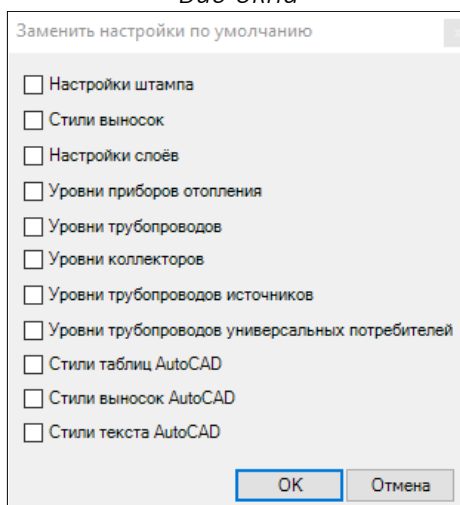 Вид окна
Заменить настройки по умолчанию
Настройки штампа
Стили выносок
Настройки слоёв
Уровни приборов отопления
Уровни трубопроводов
Уровни коллекторов
Уровни трубопроводов источников
Уровни трубопроводов универсальных потребителей
Стили таблиц AutoCAD
Стили выносок AutoCAD
Стили текста AutoCAD
OK Отмена